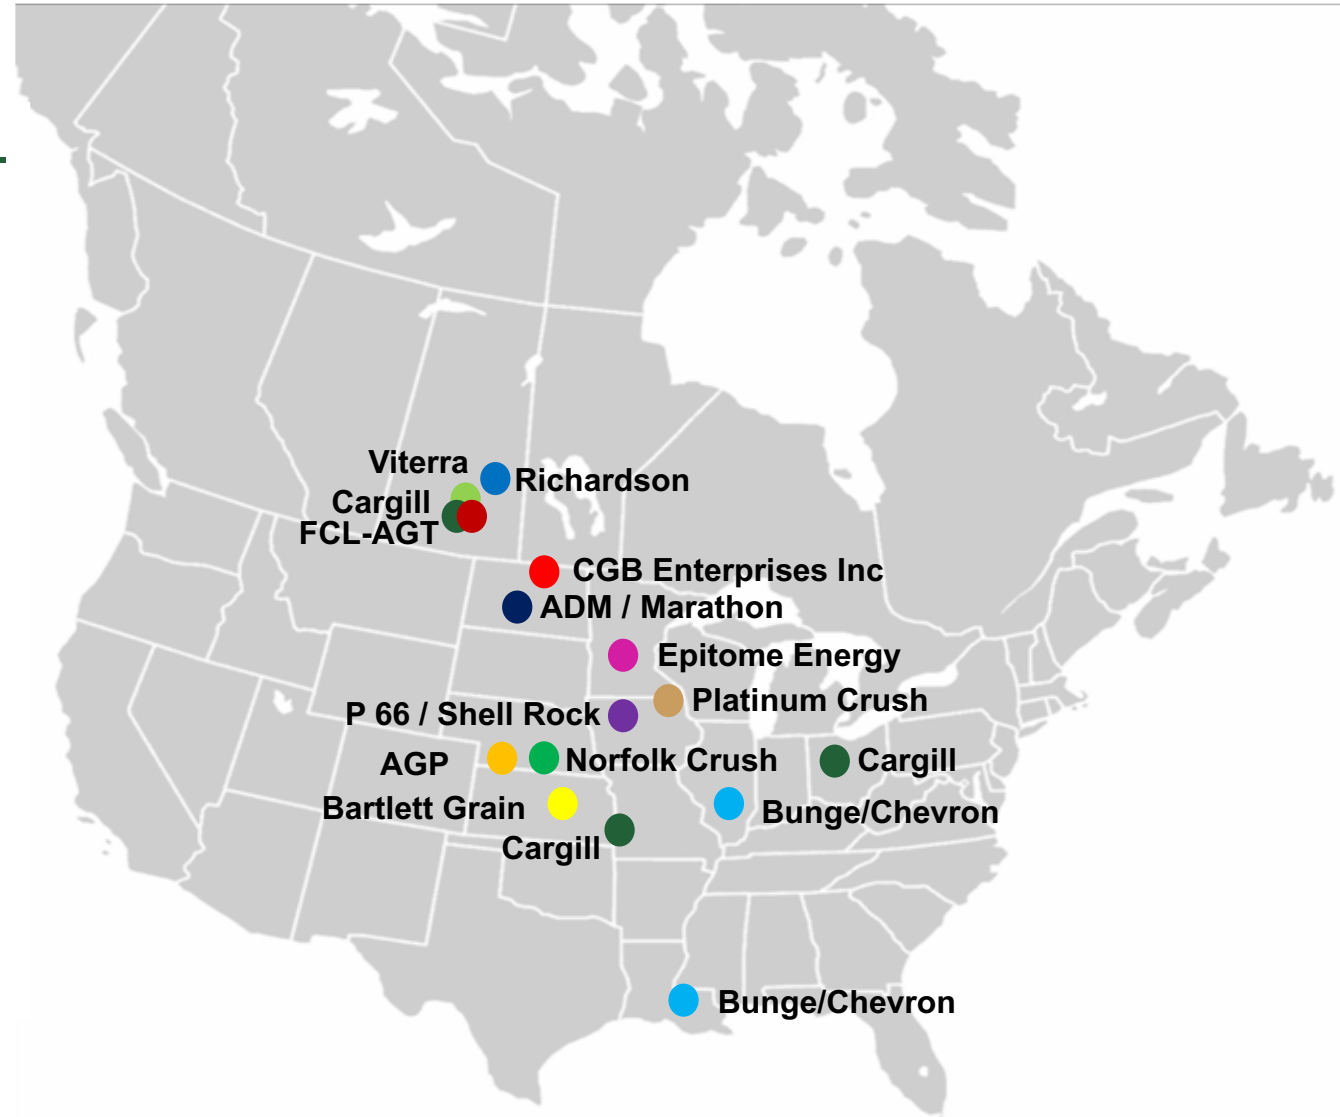 Viterra
Richardson
Cargill
FCL-AGT
CGB Enterprises Inc
ADM / Marathon
Epitome Energy
Platinum Crush
P 66 / Shell Rock
AGP
Norfolk Crush
Cargill
Bartlett Grain
Bunge/Chevron
Cargill
Bunge/Chevron